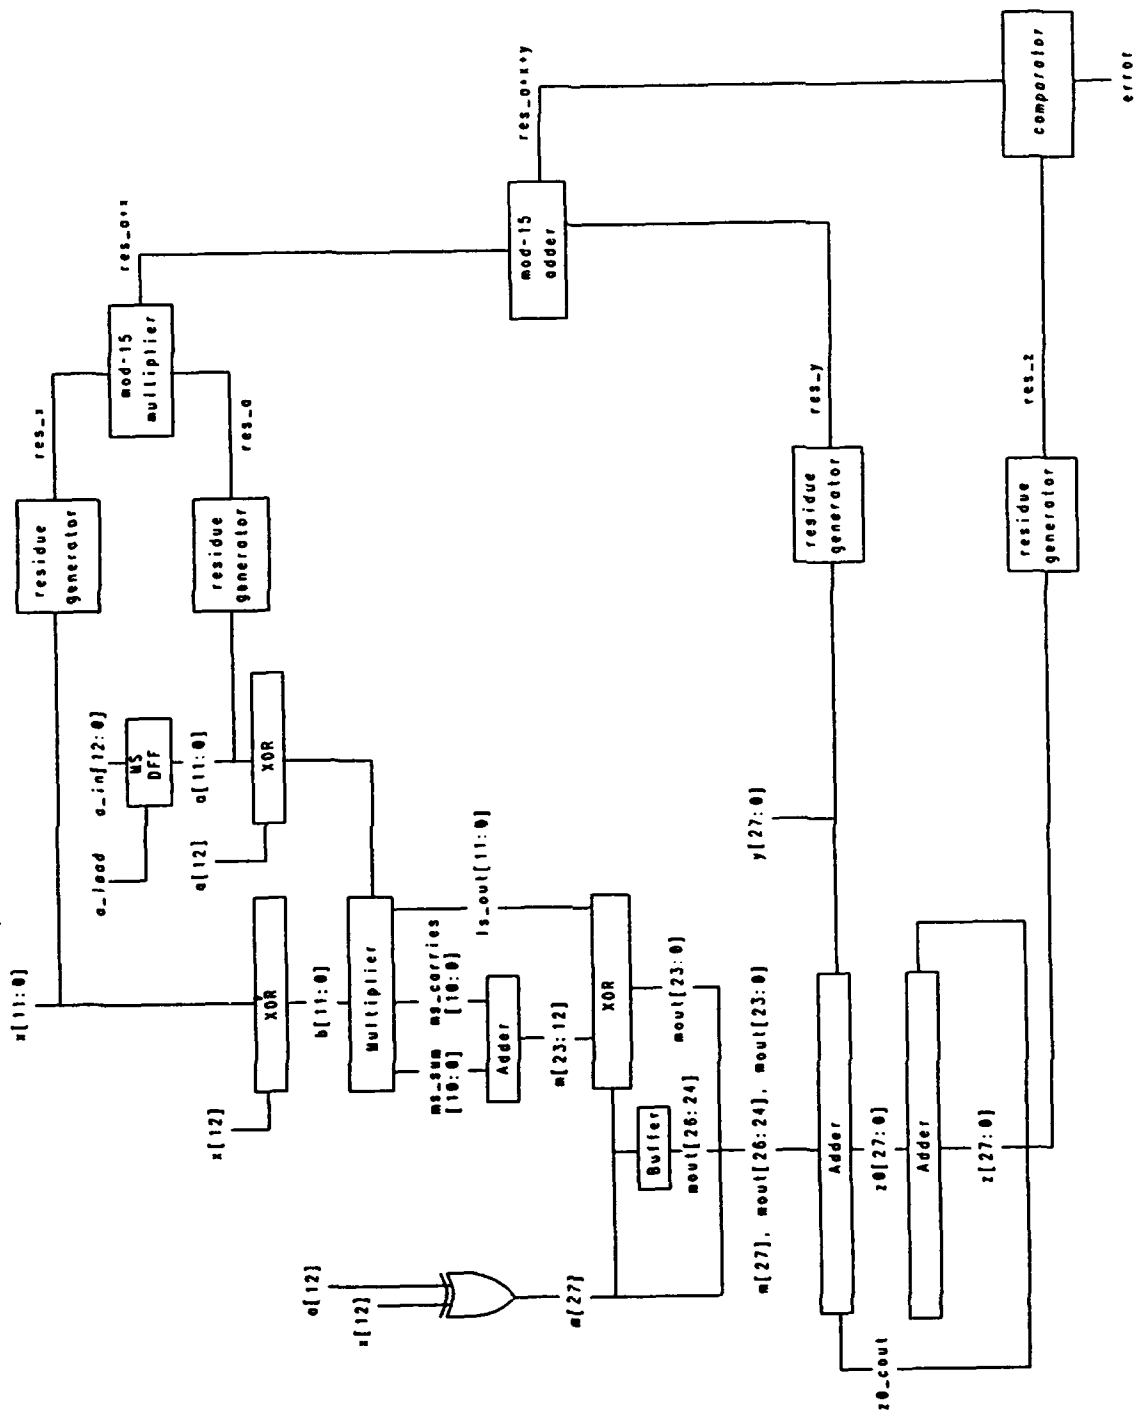 x[11:0]
residue
generator
res_x
mod-15
multiplier
res_a*x
a_load
a_in[12:0]
MS
DFF
a[11:0]
residue
generator
res_a
x[12]
XOR
a[12]
XOR
b[11:0]
Multiplier
ms_sum
[10:0]
ms_carries
[10:0]
ls_out[11:0]
Adder
m[23:12]
XOR
mout[23:0]
a[12]
x[12]
m[27]
Buffer
mout[26:24]
m[27], mout[26:24], mout[23:0]
y[27:0]
residue
generator
res_y
mod-15
adder
res_a*x+y
Adder
z0_cout
z0[27:0]
Adder
z[27:0]
residue
generator
res_z
comparator
error